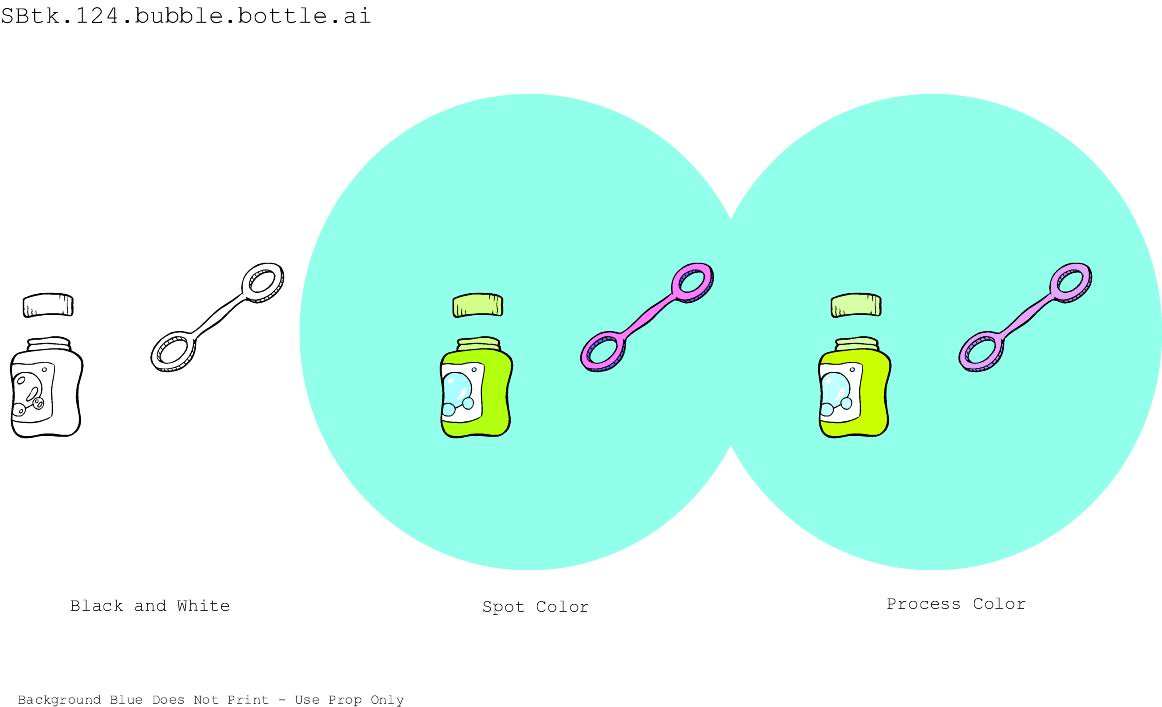 SBtk.124.bubble.bottle.ai
Black and White
Spot Color
Process Color
Background Blue Does Not Print - Use Prop Only